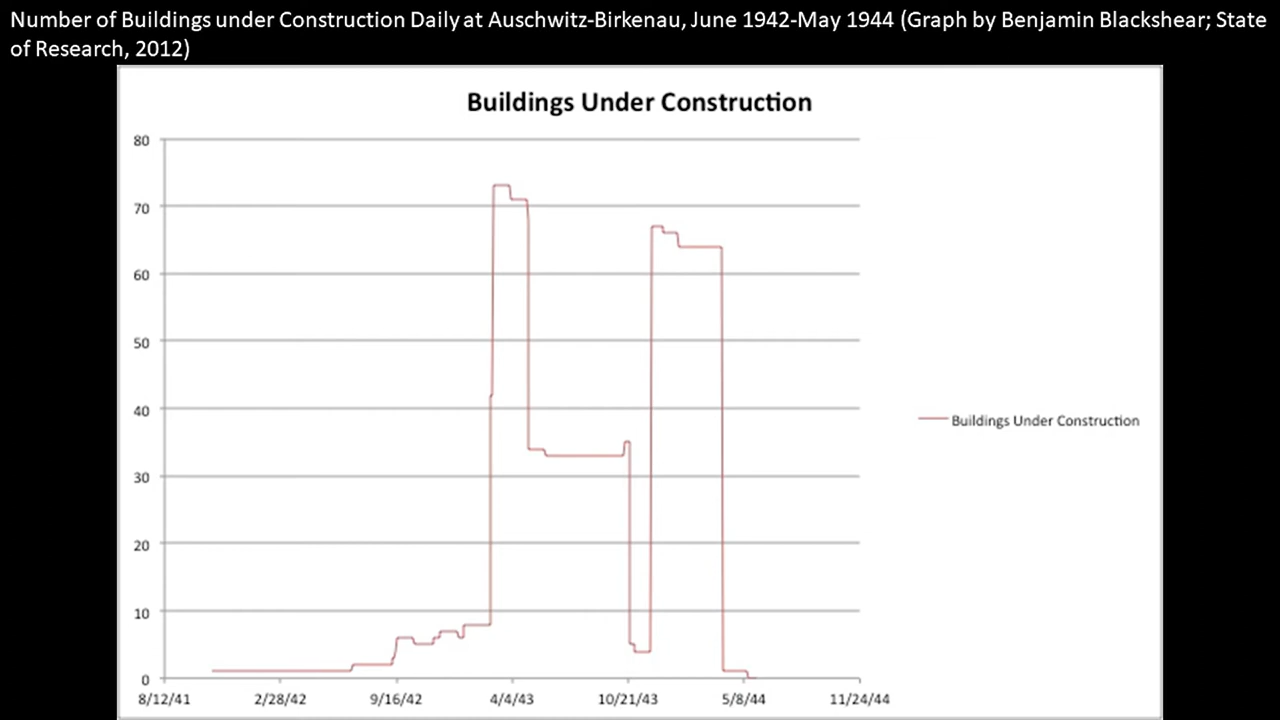 Number of Buildings under Construction Daily at Auschwitz-Birkenau, June 1942-May 1944 (Graph by Benjamin Blackshear; State
of Research, 2012)
Buildings Under Construction
80
70
60
50
40
30
20
10
0
8/12/41 2/28/42 9/16/42 4/4/43 10/21/43 5/8/44 11/24/44
Buildings Under Construction